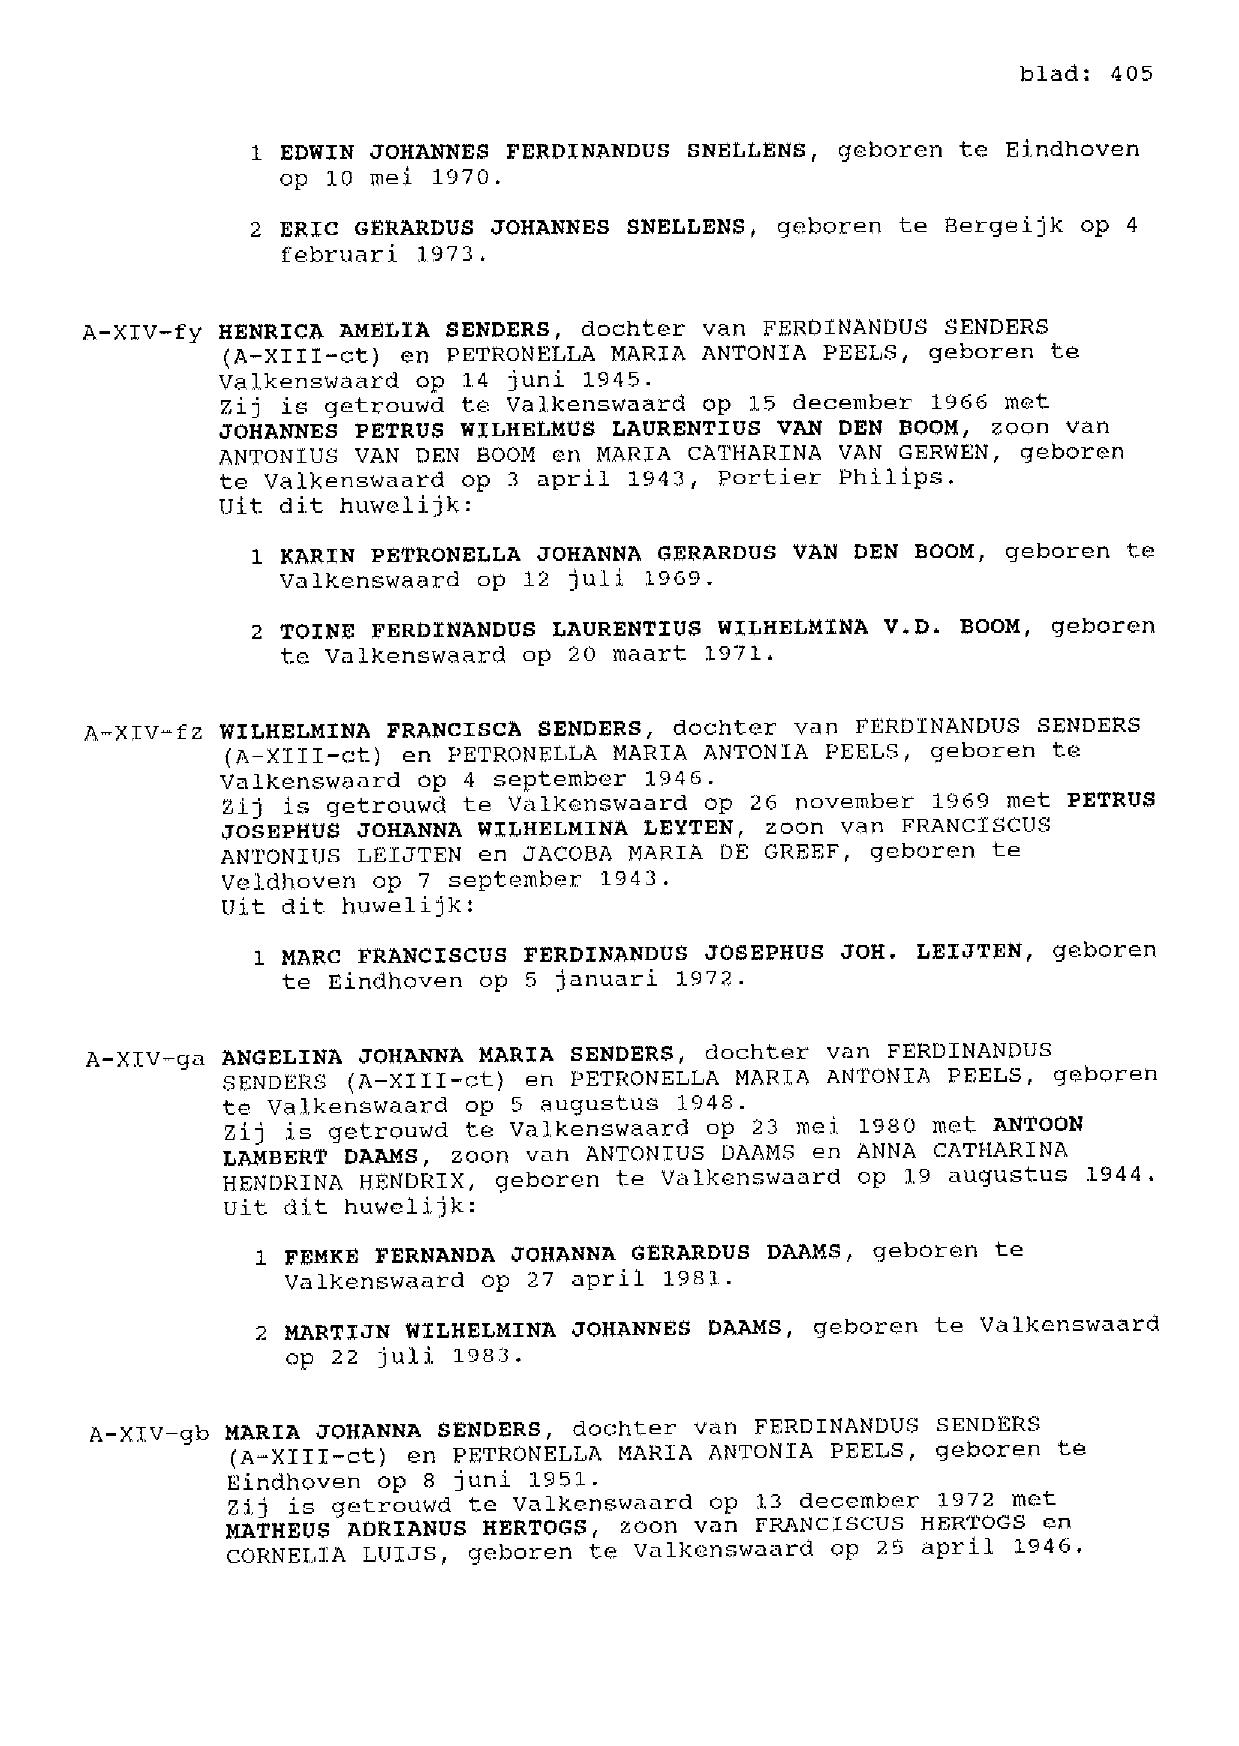 blad: 405
1 EDWIN JOHANNES FERDINANDUS SNELLENS, geboren te Eindhoven
op 10 mei 1970.
2 ERIC GERARDUS JOHANNES SNELLENS, geboren te Bergeijk op 4
februari 1973.
A-XIV-fy HENRICA AMELIA SENDERS, dochter van FERDINANDUS SENDERS
(A-XIII-ct) en PETRONELLA MARIA ANTONIA PEELS, geboren te
Valkenswaard op 14 juni 1945.
Zij is getrouwd te Valkenswaard op 15 december 1966 met
JOHANNES PETRUS WILHELMUS LAURENTIUS VAN DEN BOOM, zoon van
ANTONIUS VAN DEN BOOM en MARIA CATHARINA VAN GERWEN, geboren
te Valkenswaard op 3 april 1943, Portier Philips.
Uit dit huwelijk:
1 KARIN PETRONELLA JOHANNA GERARDUS VAN DEN BOOM, geboren te
Valkenswaard op 12 juli 1969.
2 TOINE FERDINANDUS LAURENTIUS WILHELMINA V.D. BOOM, geboren
te Valkenswaard op 20 maart 1971.
A-XIV-fz WILHELMINA FRANCISCA SENDERS, dochter van FERDINANDUS SENDERS
(A-XIII-ct) en PETRONELLA MARIA ANTONIA PEELS, geboren te
Valkenswaard op 4 september 1946.
Zij is getrouwd te Valkenswaard op 26 november 1969 met PETRUS
JOSEPHUS JOHANNA WILHELMINA LEYTEN, zoon van FRANCISCUS
ANTONIUS LEIJTEN en JACOBA MARIA DE GREEF, geboren te
Veldhoven op 7 september 1943.
Uit dit huwelijk:
1 MARC FRANCISCUS FERDINANDUS JOSEPHUS JOH. LEIJTEN, geboren
te Eindhoven op 5 januari 1972.
A-XIV-ga ANGELINA JOHANNA MARIA SENDERS, dochter van FERDINANDUS
SENDERS (A-XIII-ct) en PETRONELLA MARIA ANTONIA PEELS, geboren
te Valkenswaard op 5 augustus 1948.
Zij is getrouwd te Valkenswaard op 23 mei 1980 met ANTOON
LAMBERT DAAMS, zoon van ANTONIUS DAAMS en ANNA CATHARINA
HENDRINA HENDRIX, geboren te Valkenswaard op 19 augustus 1944.
Uit dit huwelijk:
1 FEMKE FERNANDA JOHANNA GERARDUS DAAMS, geboren te
Valkenswaard op 27 april 1981.
2 MARTIJN WILHELMINA JOHANNES DAAMS, geboren te Valkenswaard
op 22 juli 1983.
A-XIV-gb MARIA JOHANNA SENDERS, dochter van FERDINANDUS SENDERS
(A-XIII-ct) en PETRONELLA MARIA ANTONIA PEELS, geboren te
Eindhoven op 8 juni 1951.
Zij is getrouwd te Valkenswaard op 13 december 1972 met
MATHEUS ADRIANUS HERTOGS, zoon van FRANCISCUS HERTOGS en
CORNELIA LUIJS, geboren te Valkenswaard op 25 april 1946.